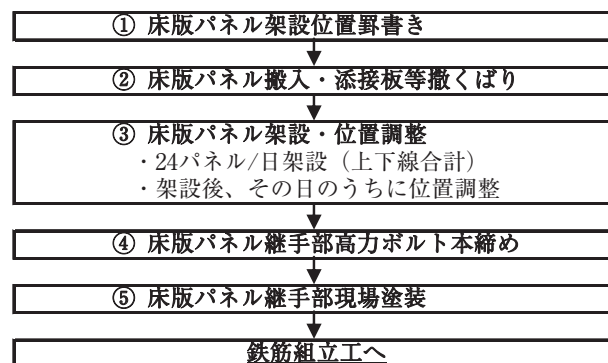 ① 床版パネル架設位置罫書き
② 床版パネル搬入・添接板等撒くばり
③ 床版パネル架設・位置調整
・24パネル/日架設（上下線合計）
・架設後、その日のうちに位置調整
④ 床版パネル継手部高力ボルト本締め
⑤ 床版パネル継手部現場塗装
鉄筋組立工へ